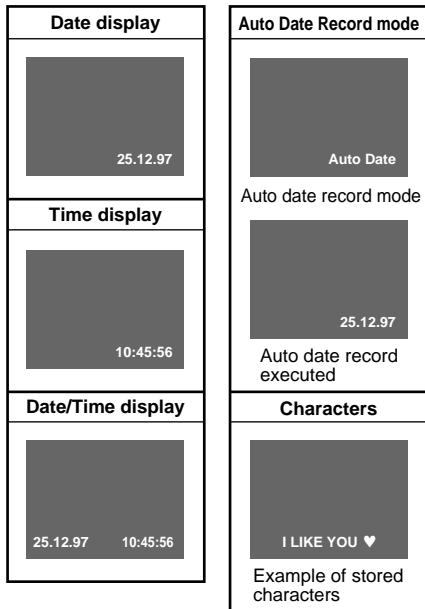 Date display
25.12.97
Time display
10:45:56
Date/Time display
25.12.97 10:45:56
Auto Date Record mode
Auto Date
Auto date record mode
25.12.97
Auto date record
executed
Characters
I LIKE YOU ♥
Example of stored
characters